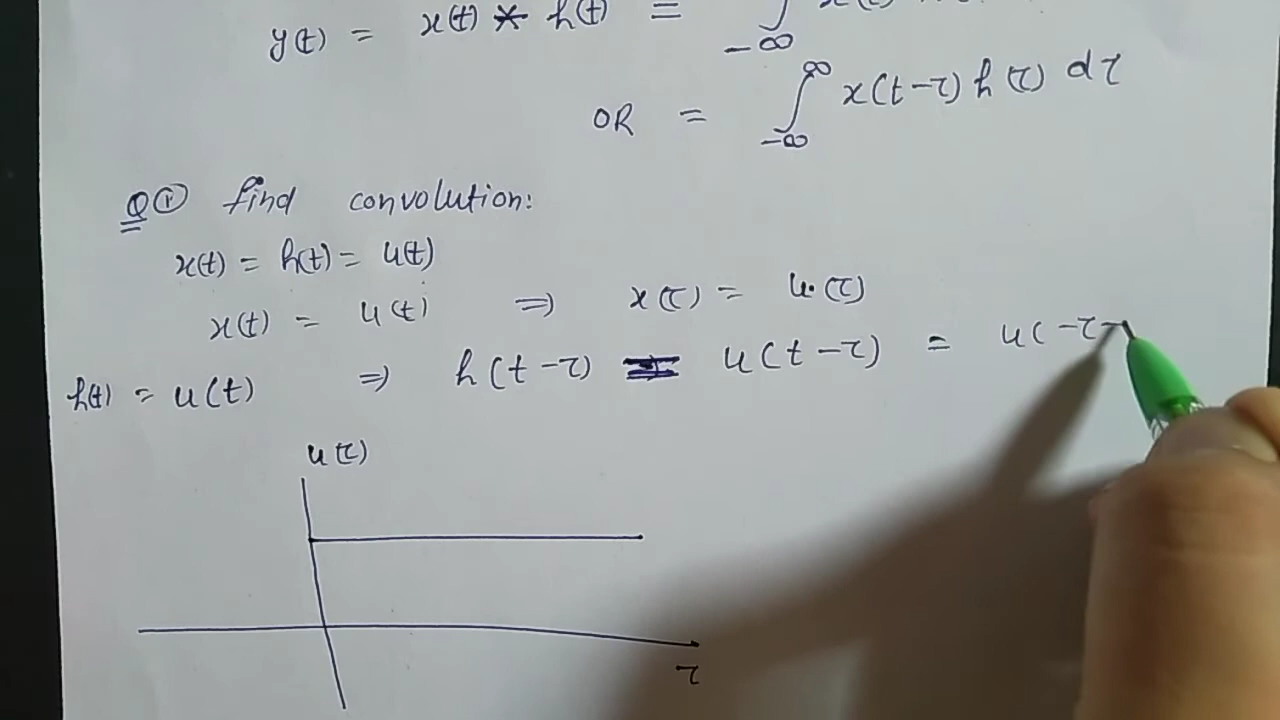 y(t) = x(t) * h(t) = ∫
-∞
OR = ∫ ∞ -∞ x(t-τ) h(τ) dτ
Q① find convolution:
x(t) = h(t) = u(t)
x(t) = u(t) ⇒ x(τ) = u(τ)
h(t) = u(t) ⇒ h(t-τ) = u(t-τ) = u(-τ
u(τ)
τ